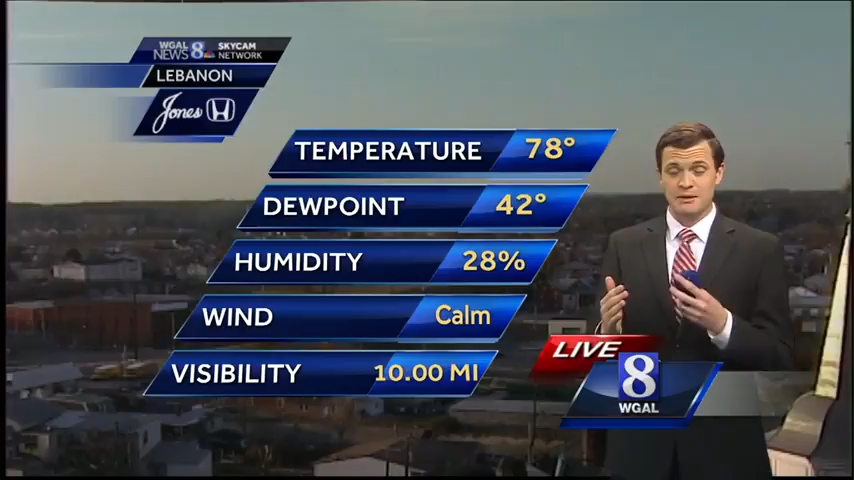 WGAL
NEWS 8
SKYCAM
NETWORK
LEBANON
Jones
TEMPERATURE 78°
DEWPOINT 42°
HUMIDITY 28%
WIND Calm
VISIBILITY 10.00 MI
LIVE
8
WGAL